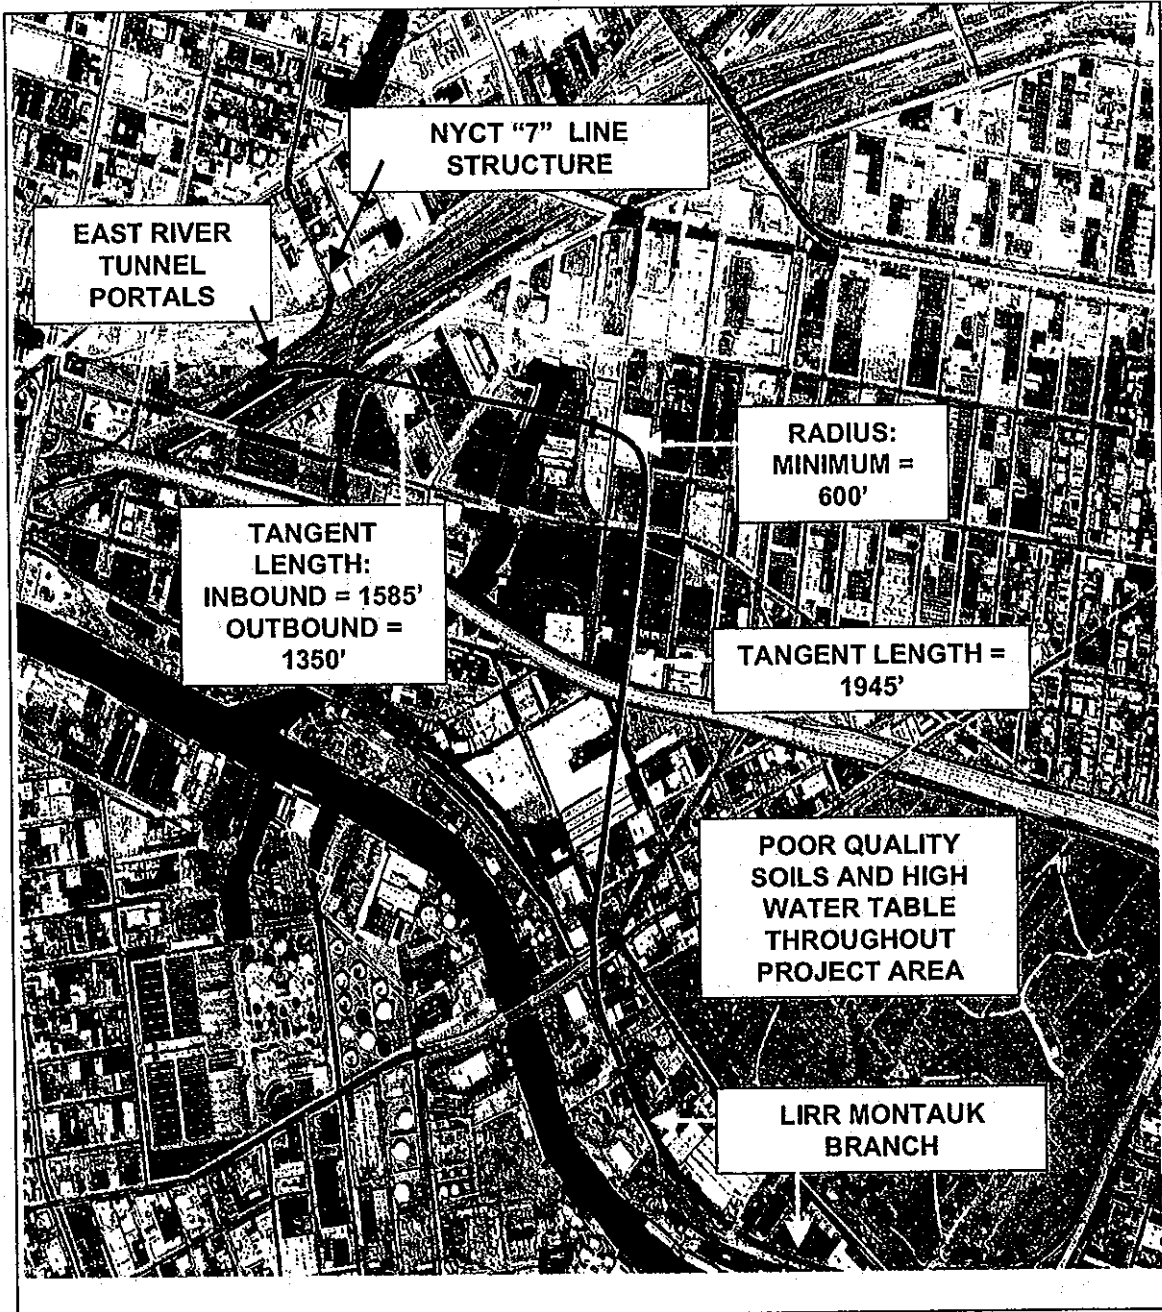 NYCT “7” LINE
STRUCTURE
EAST RIVER
TUNNEL
PORTALS
RADIUS:
MINIMUM =
600'
TANGENT
LENGTH:
INBOUND = 1585'
OUTBOUND =
1350'
TANGENT LENGTH =
1945'
POOR QUALITY
SOILS AND HIGH
WATER TABLE
THROUGHOUT
PROJECT AREA
LIRR MONTAUK
BRANCH